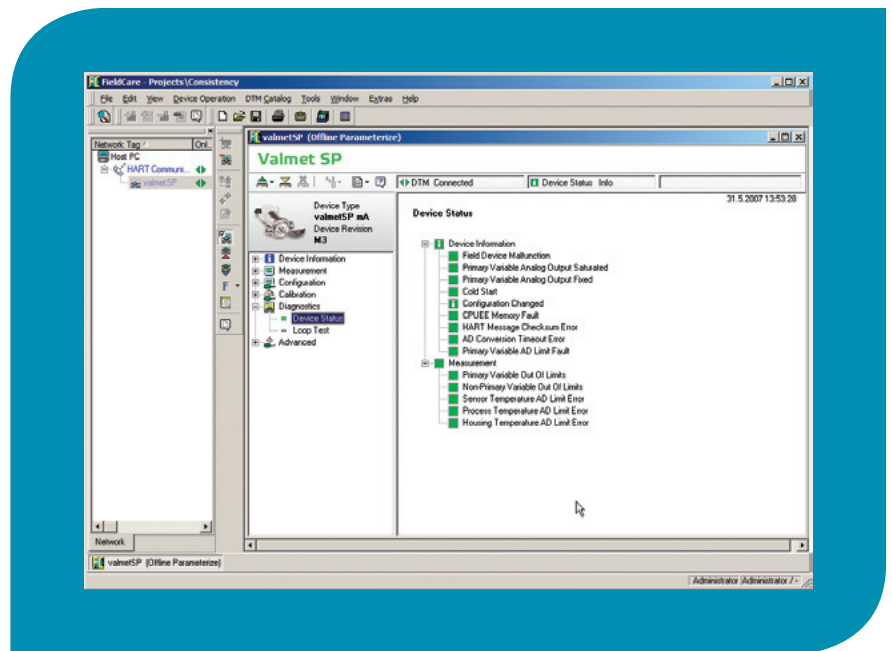 FieldCare - Projects\Consistency
File Edit View Device Operation DTM Catalog Tools Window Extras Help
Network Tag Onl..
Host PC
HART Communi...
valmetSP
valmetSP (Offline Parameterize)
Valmet SP
DTM Connected
Device Status Info
Device Type
valmetSP mA
Device Revision
M3
Device Information
Measurement
Configuration
Calibration
Diagnostics
Device Status
Loop Test
Advanced
31.5.2007 13:53:28
Device Status
Device Information
Field Device Malfunction
Primary Variable Analog Output Saturated
Primary Variable Analog Output Fixed
Cold Start
Configuration Changed
CPUEE Memory Fault
HART Message Checksum Error
AD Conversion Timeout Error
Primary Variable AD Limit Fault
Measurement
Primary Variable Out Of Limits
Non-Primary Variable Out Of Limits
Sensor Temperature AD Limit Error
Process Temperature AD Limit Error
Housing Temperature AD Limit Error
F
Network
valmetSP (Offline Parameterize)
Administrator Administrator / -